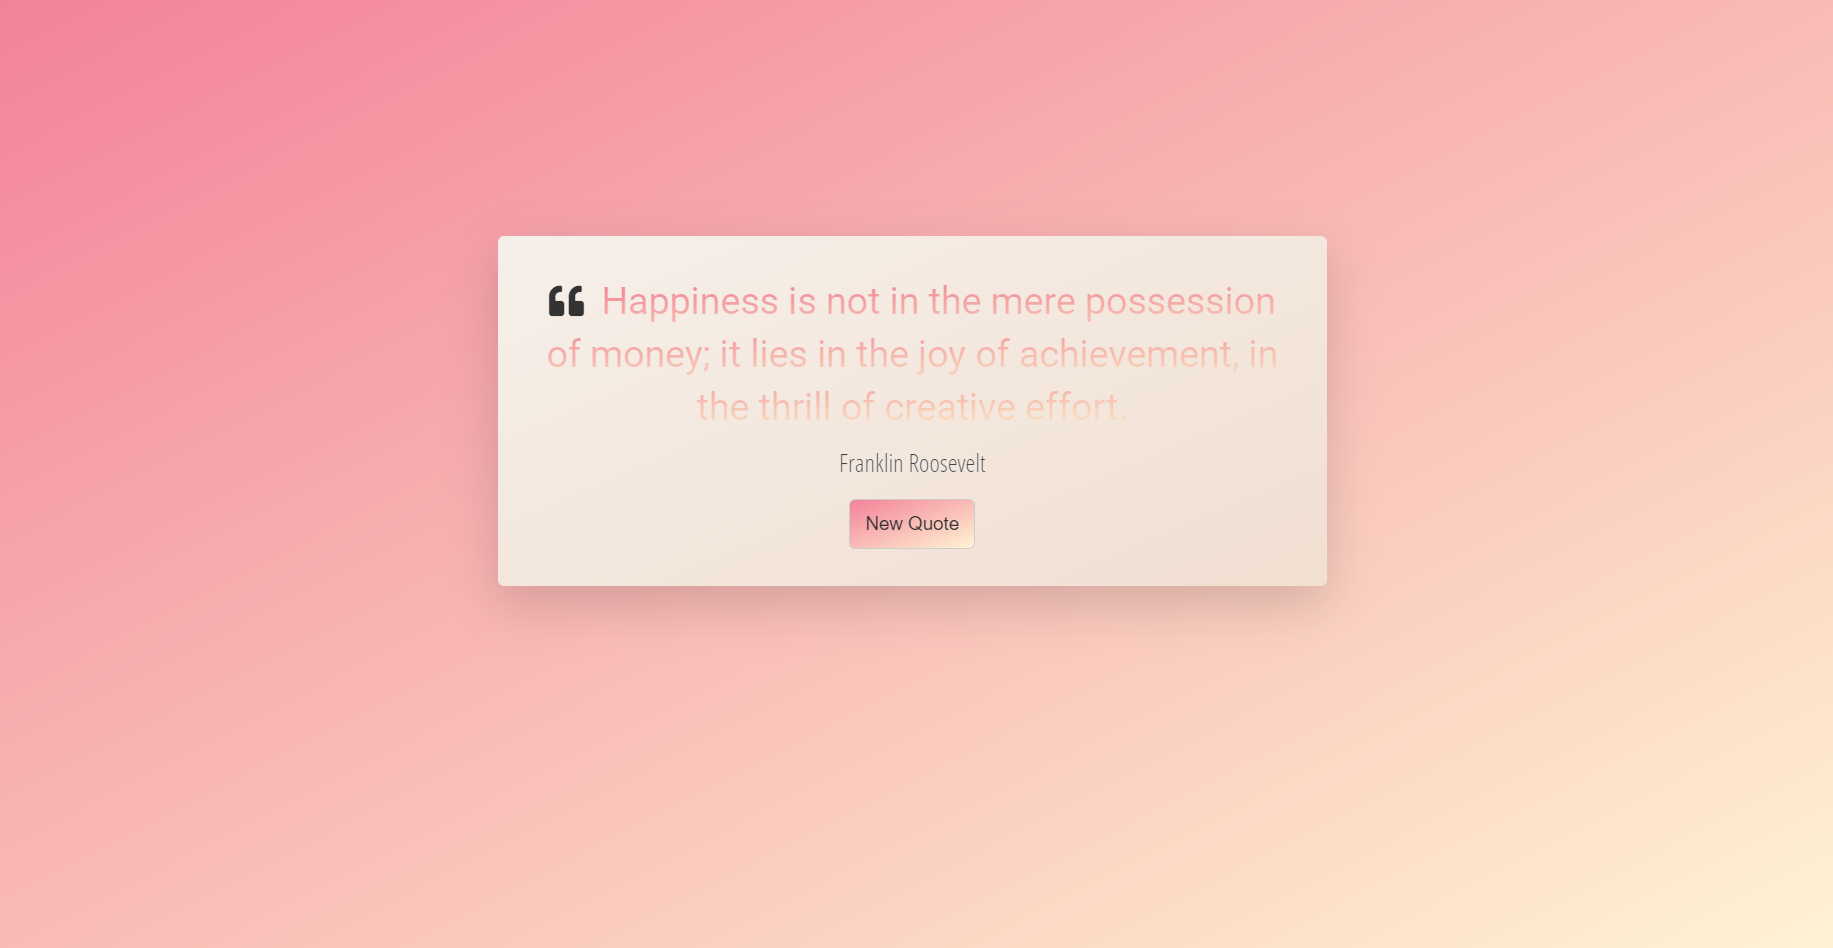 ❝ Happiness is not in the mere possession
of money; it lies in the joy of achievement, in
the thrill of creative effort.
Franklin Roosevelt
New Quote